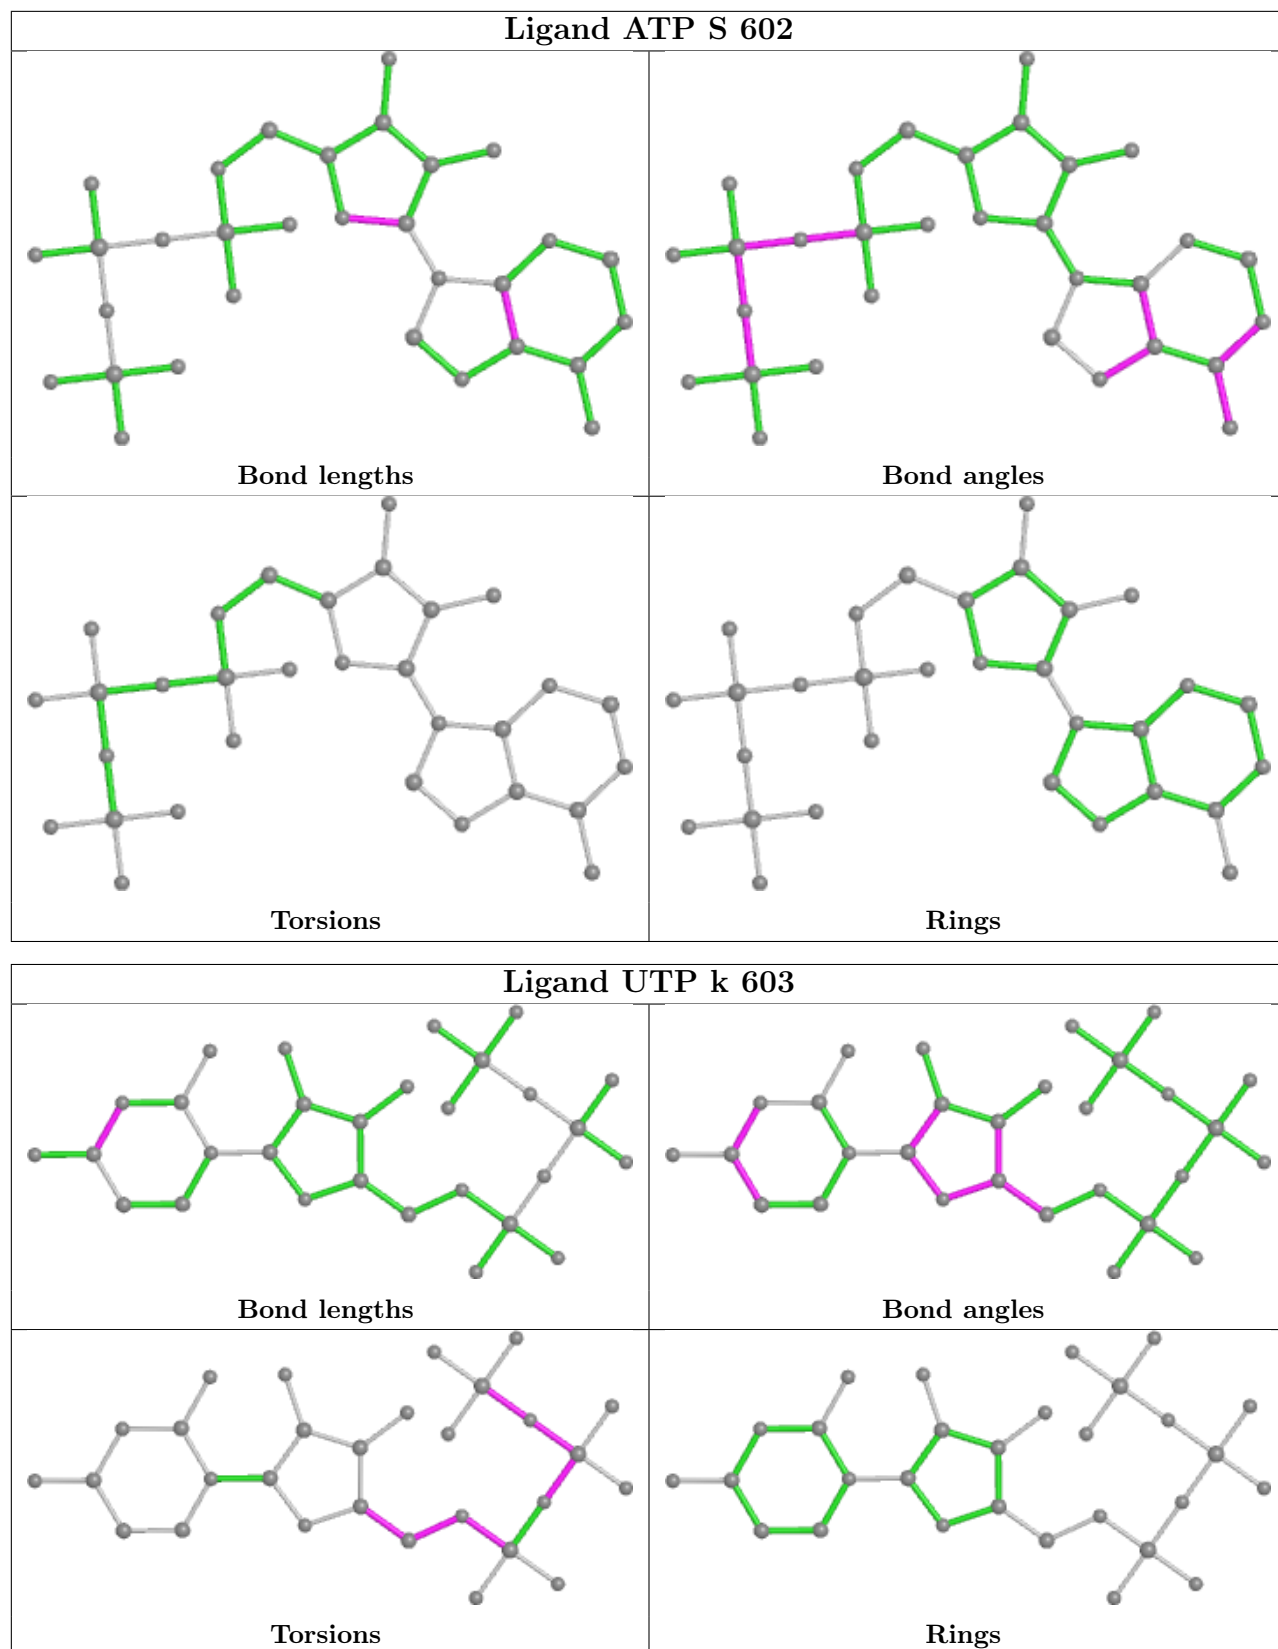 Ligand ATP S 602
Bond lengths
Bond angles
Torsions
Rings
Ligand UTP k 603
Bond lengths
Bond angles
Torsions
Rings